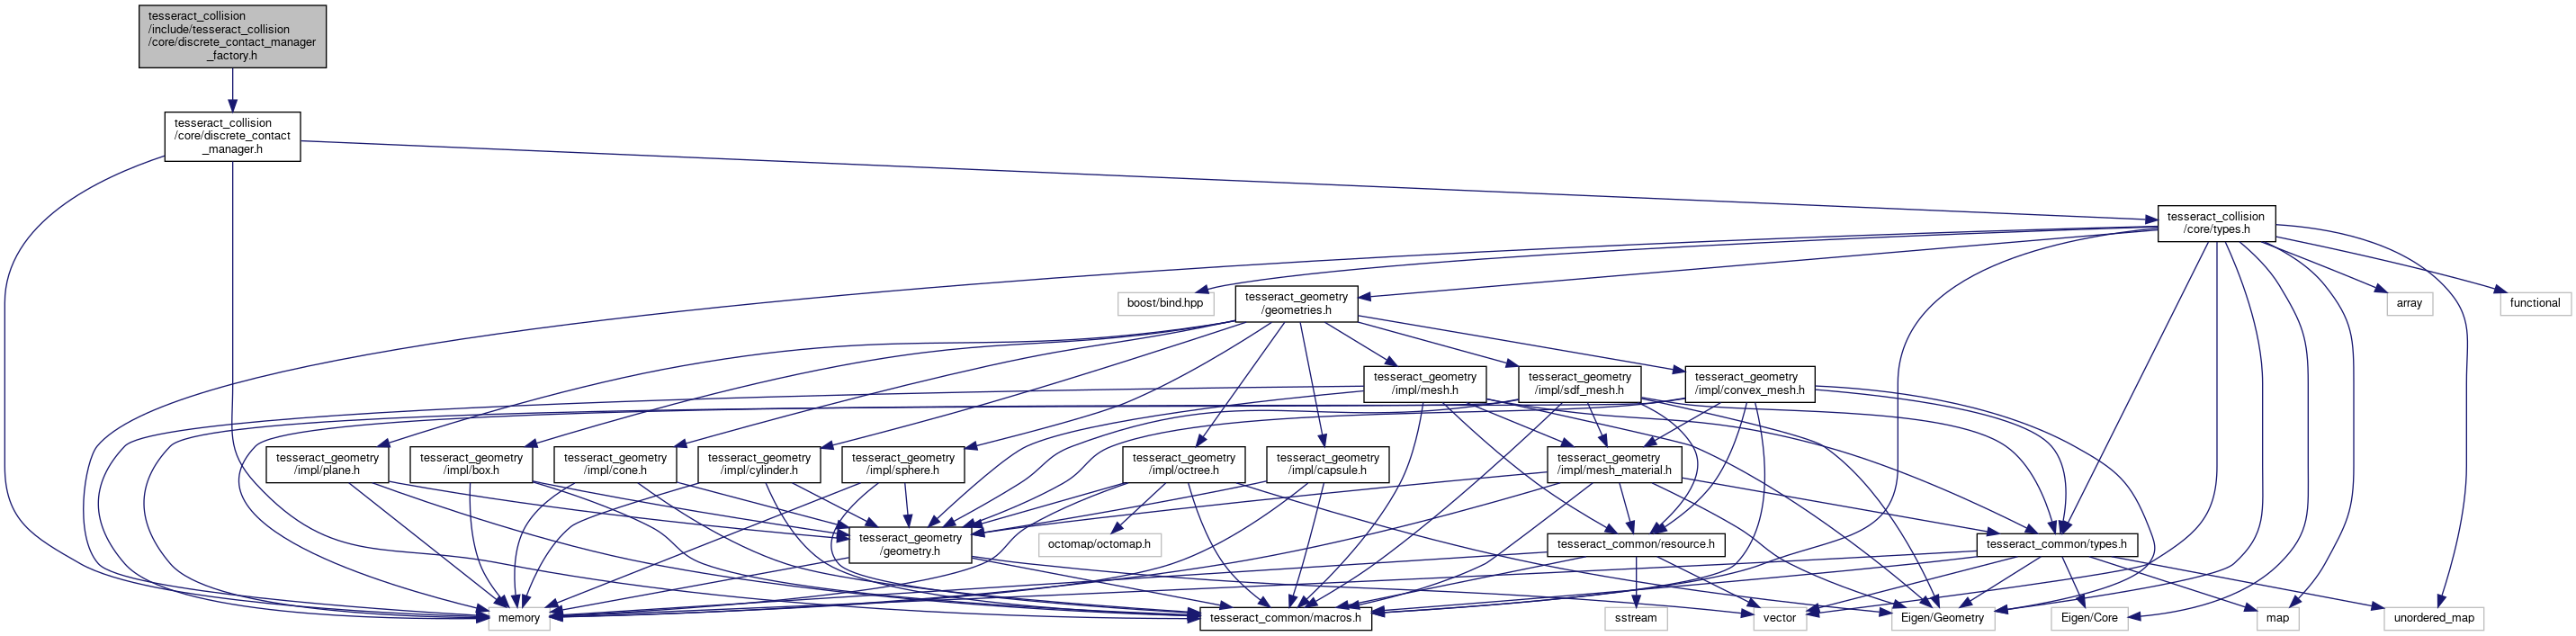 tesseract_collision
/include/tesseract_collision
/core/discrete_contact_manager
_factory.h
tesseract_collision
/core/discrete_contact
_manager.h
tesseract_collision
/core/types.h
boost/bind.hpp
tesseract_geometry
/geometries.h
array
functional
tesseract_geometry
/impl/mesh.h
tesseract_geometry
/impl/sdf_mesh.h
tesseract_geometry
/impl/convex_mesh.h
tesseract_geometry
/impl/plane.h
tesseract_geometry
/impl/box.h
tesseract_geometry
/impl/cone.h
tesseract_geometry
/impl/cylinder.h
tesseract_geometry
/impl/sphere.h
tesseract_geometry
/impl/octree.h
tesseract_geometry
/impl/capsule.h
tesseract_geometry
/impl/mesh_material.h
tesseract_geometry
/geometry.h
octomap/octomap.h
tesseract_common/resource.h
tesseract_common/types.h
memory
tesseract_common/macros.h
sstream
vector
Eigen/Geometry
Eigen/Core
map
unordered_map